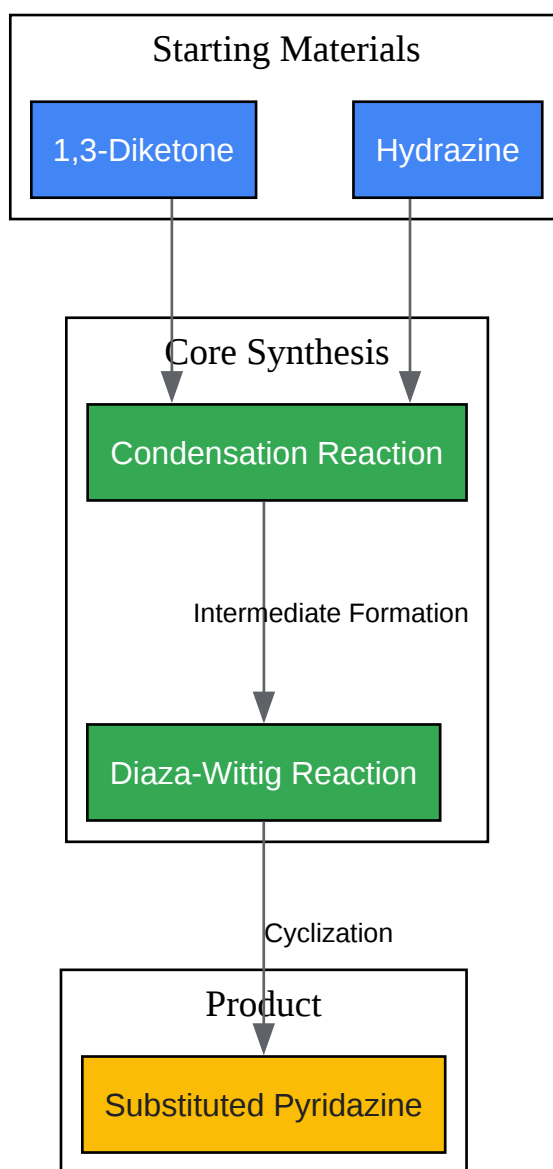 Starting Materials
1,3-Diketone
Hydrazine
Core Synthesis
Condensation Reaction
Intermediate Formation
Diaza-Wittig Reaction
Cyclization
Product
Substituted Pyridazine